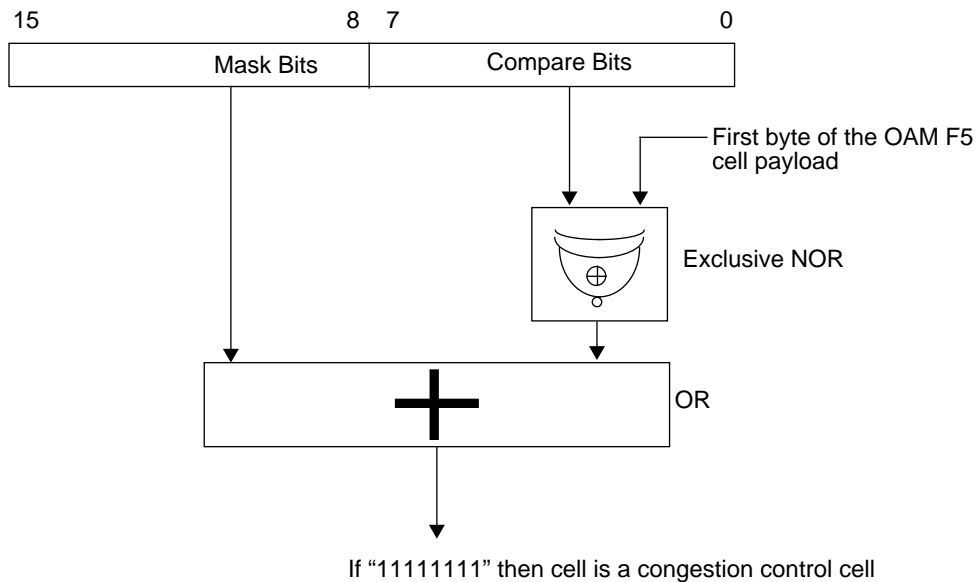 15 8 7 0
Mask Bits Compare Bits
First byte of the OAM F5
cell payload
Exclusive NOR
OR
If “11111111” then cell is a congestion control cell